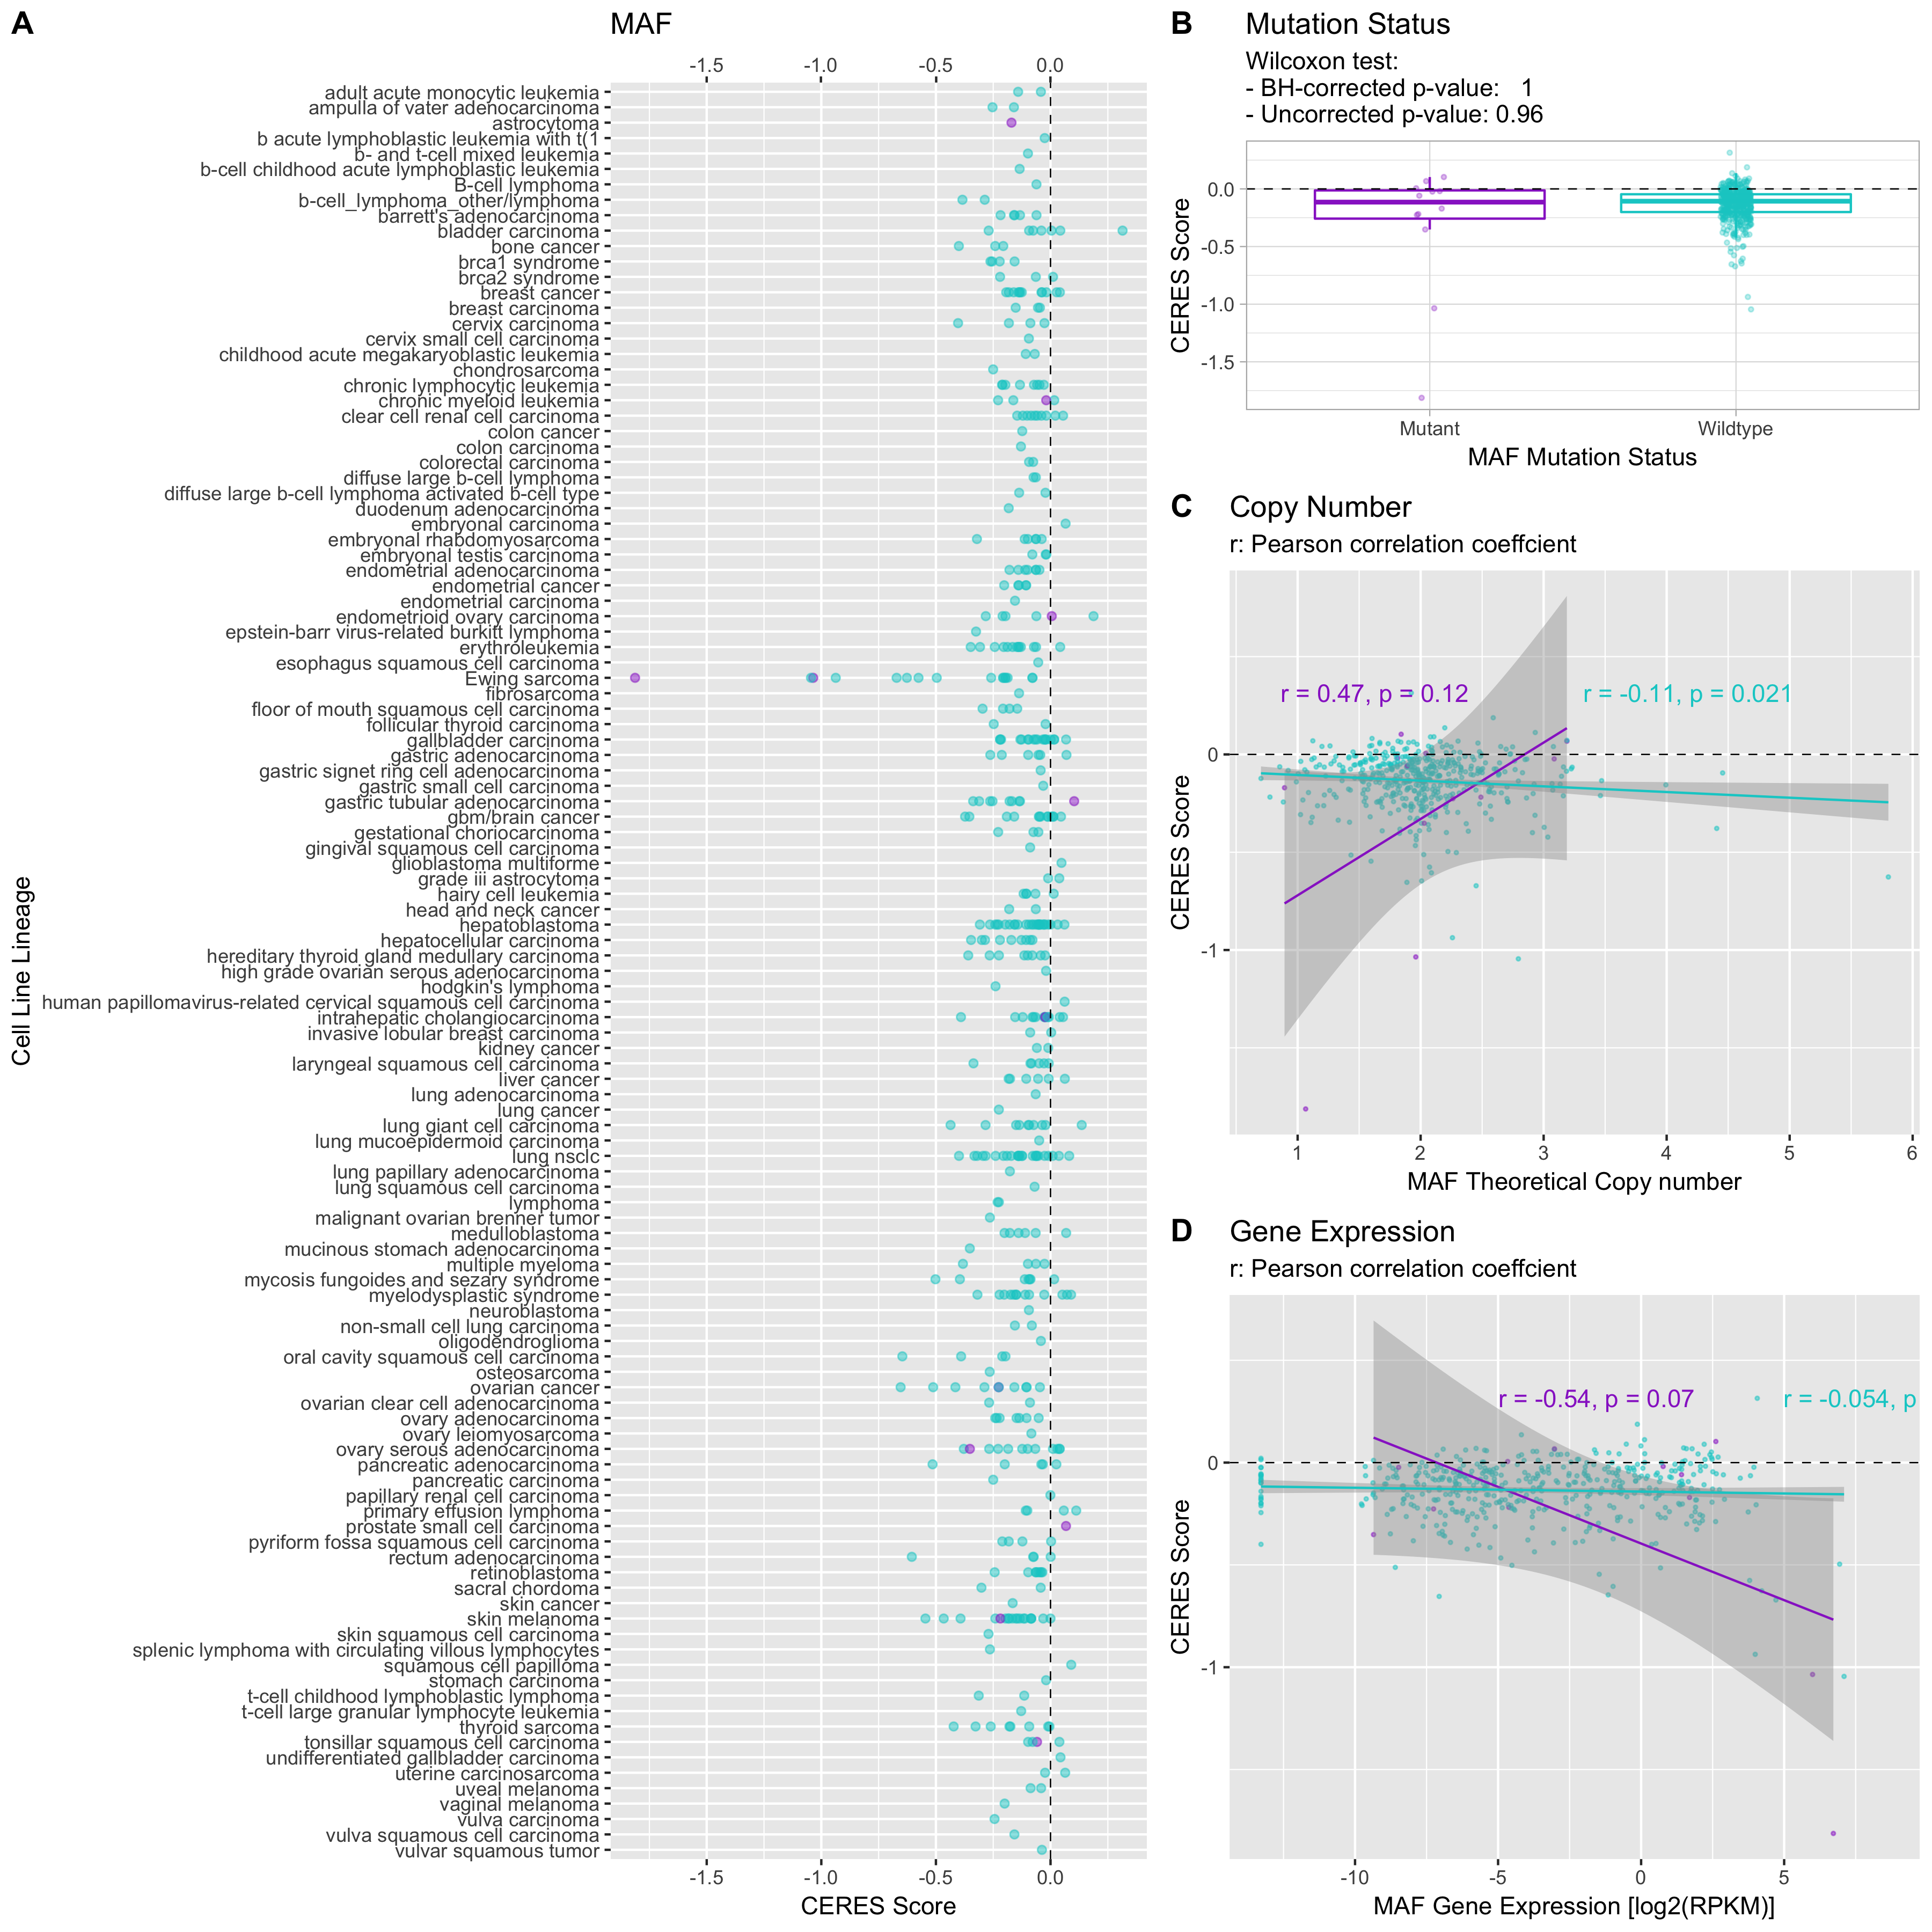 A
MAF
-1.5 -1.0 -0.5 0.0
adult acute monocytic leukemia
ampulla of vater adenocarcinoma
astrocytoma
b acute lymphoblastic leukemia with t(1
b- and t-cell mixed leukemia
b-cell childhood acute lymphoblastic leukemia
B-cell lymphoma
b-cell_lymphoma_other/lymphoma
barrett's adenocarcinoma
bladder carcinoma
bone cancer
brca1 syndrome
brca2 syndrome
breast cancer
breast carcinoma
cervix carcinoma
cervix small cell carcinoma
childhood acute megakaryoblastic leukemia
chondrosarcoma
chronic lymphocytic leukemia
chronic myeloid leukemia
clear cell renal cell carcinoma
colon cancer
colon carcinoma
colorectal carcinoma
diffuse large b-cell lymphoma
diffuse large b-cell lymphoma activated b-cell type
duodenum adenocarcinoma
embryonal carcinoma
embryonal rhabdomyosarcoma
embryonal testis carcinoma
endometrial adenocarcinoma
endometrial cancer
endometrial carcinoma
endometrioid ovary carcinoma
epstein-barr virus-related burkitt lymphoma
erythroleukemia
esophagus squamous cell carcinoma
Ewing sarcoma
fibrosarcoma
floor of mouth squamous cell carcinoma
follicular thyroid carcinoma
gallbladder carcinoma
gastric adenocarcinoma
gastric signet ring cell adenocarcinoma
gastric small cell carcinoma
gastric tubular adenocarcinoma
gbm/brain cancer
gestational choriocarcinoma
gingival squamous cell carcinoma
glioblastoma multiforme
grade iii astrocytoma
hairy cell leukemia
head and neck cancer
hepatoblastoma
hepatocellular carcinoma
hereditary thyroid gland medullary carcinoma
high grade ovarian serous adenocarcinoma
hodgkin's lymphoma
human papillomavirus-related cervical squamous cell carcinoma
intrahepatic cholangiocarcinoma
invasive lobular breast carcinoma
kidney cancer
laryngeal squamous cell carcinoma
liver cancer
lung adenocarcinoma
lung cancer
lung giant cell carcinoma
lung mucoepidermoid carcinoma
lung nsclc
lung papillary adenocarcinoma
lung squamous cell carcinoma
lymphoma
malignant ovarian brenner tumor
medulloblastoma
mucinous stomach adenocarcinoma
multiple myeloma
mycosis fungoides and sezary syndrome
myelodysplastic syndrome
neuroblastoma
non-small cell lung carcinoma
oligodendroglioma
oral cavity squamous cell carcinoma
osteosarcoma
ovarian cancer
ovarian clear cell adenocarcinoma
ovary adenocarcinoma
ovary leiomyosarcoma
ovary serous adenocarcinoma
pancreatic adenocarcinoma
pancreatic carcinoma
papillary renal cell carcinoma
primary effusion lymphoma
prostate small cell carcinoma
pyriform fossa squamous cell carcinoma
rectum adenocarcinoma
retinoblastoma
sacral chordoma
skin cancer
skin melanoma
skin squamous cell carcinoma
splenic lymphoma with circulating villous lymphocytes
squamous cell papilloma
stomach carcinoma
t-cell childhood lymphoblastic lymphoma
t-cell large granular lymphocyte leukemia
thyroid sarcoma
tonsillar squamous cell carcinoma
undifferentiated gallbladder carcinoma
uterine carcinosarcoma
uveal melanoma
vaginal melanoma
vulva carcinoma
vulva squamous cell carcinoma
vulvar squamous tumor
-1.5 -1.0 -0.5 0.0
CERES Score
Cell Line Lineage
B
Mutation Status
Wilcoxon test:
- BH-corrected p-value: 1
- Uncorrected p-value: 0.96
0.0
-0.5
-1.0
-1.5
CERES Score
Mutant Wildtype
MAF Mutation Status
C
Copy Number
r: Pearson correlation coeffcient
r = 0.47, p = 0.12 r = -0.11, p = 0.021
0
-1
CERES Score
1 2 3 4 5 6
MAF Theoretical Copy number
D
Gene Expression
r: Pearson correlation coeffcient
r = -0.54, p = 0.07 r = -0.054, p
0
-1
CERES Score
-10 -5 0 5
MAF Gene Expression [log2(RPKM)]